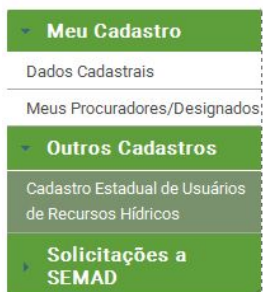 Meu Cadastro
Dados Cadastrais
Meus Procuradores/Designados
Outros Cadastros
Cadastro Estadual de Usuários
de Recursos Hídricos
Solicitações a
SEMAD